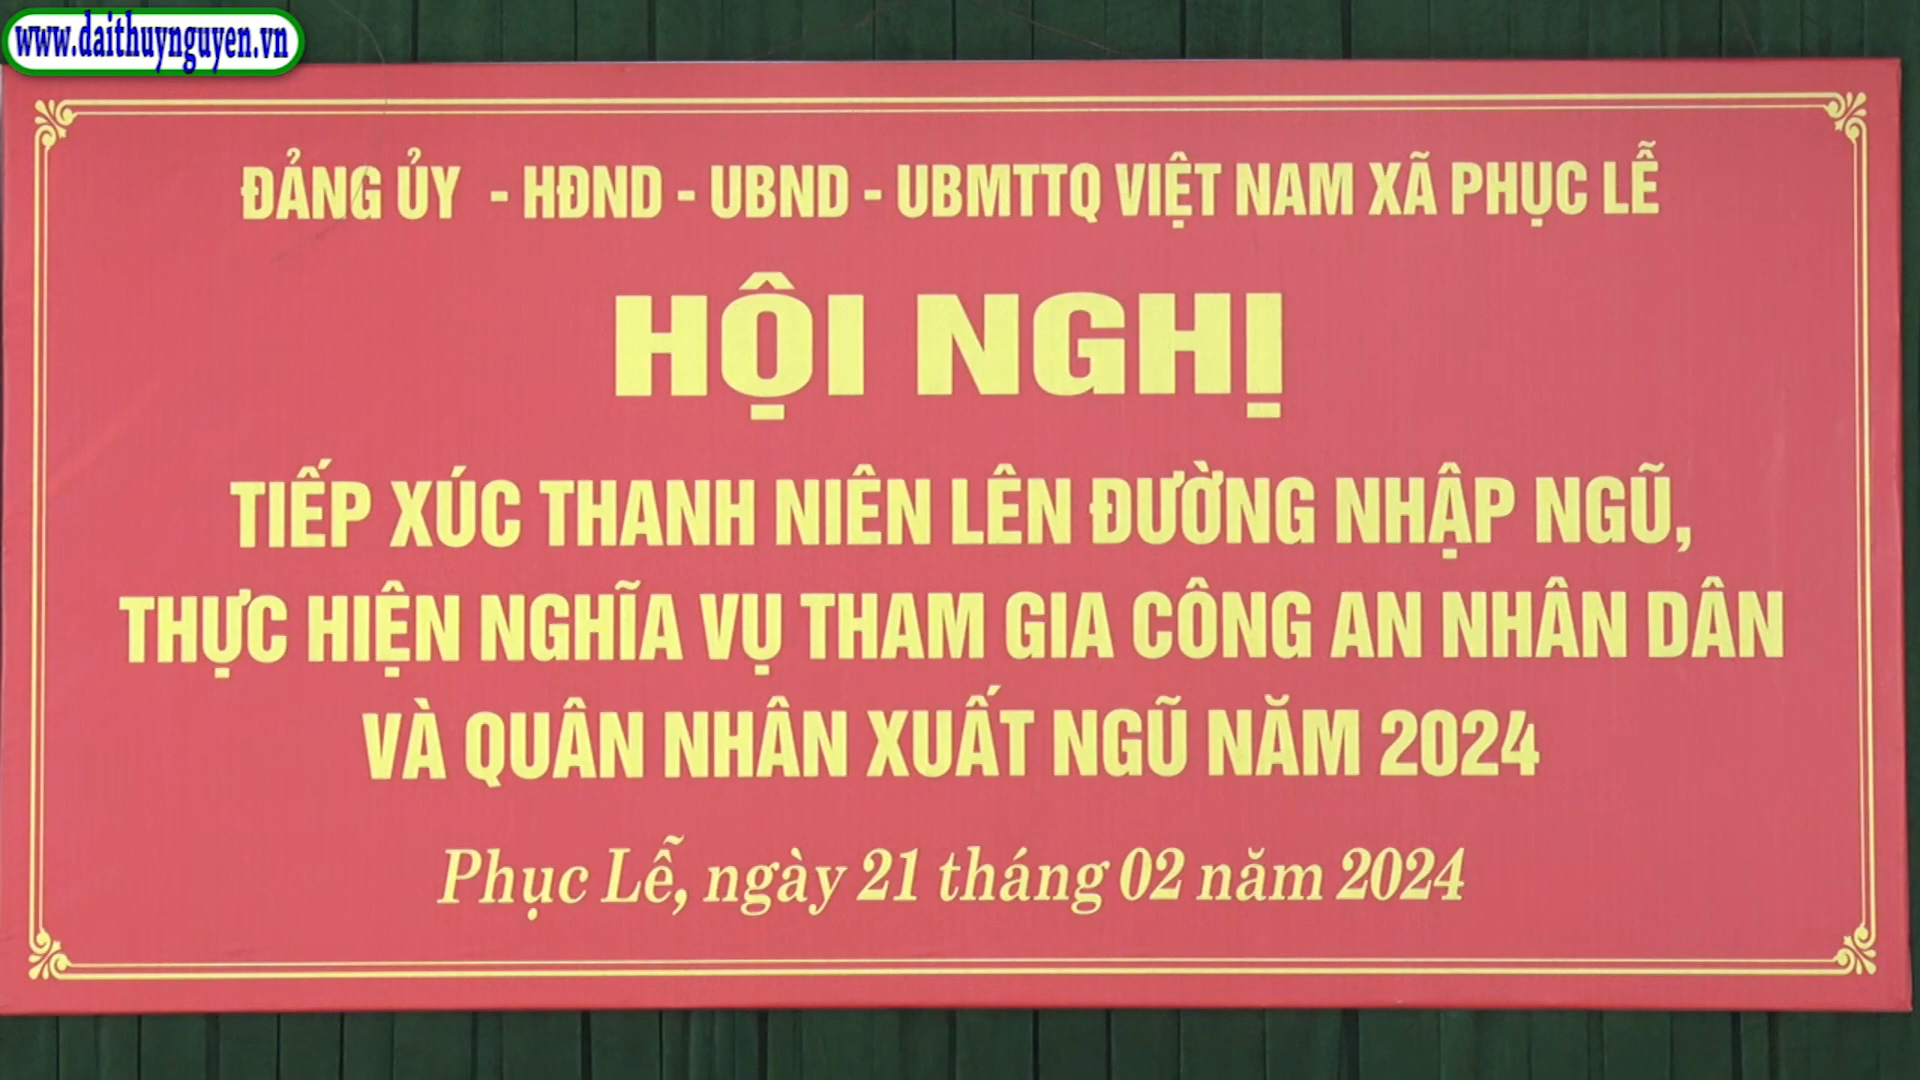 www.daithuynguyen.vn
ĐẢNG ỦY - HĐND - UBND - UBMTTQ VIỆT NAM XÃ PHỤC LỄ
HỘI NGHỊ
TIẾP XÚC THANH NIÊN LÊN ĐƯỜNG NHẬP NGŨ,
THỰC HIỆN NGHĨA VỤ THAM GIA CÔNG AN NHÂN DÂN
VÀ QUÂN NHÂN XUẤT NGŨ NĂM 2024
Phục Lễ, ngày 21 tháng 02 năm 2024